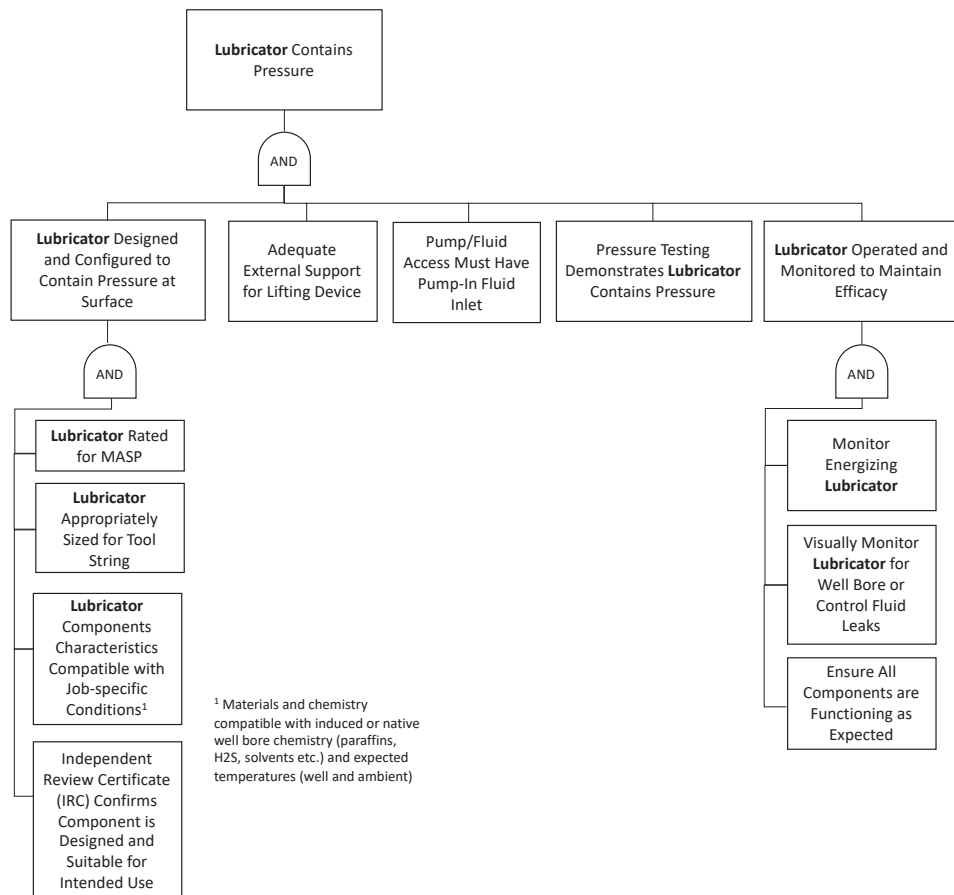 Lubricator Contains
Pressure
AND
Lubricator Designed
and Configured to
Contain Pressure at
Surface
Adequate
External Support
for Lifting Device
Pump/Fluid
Access Must Have
Pump-In Fluid
Inlet
Pressure Testing
Demonstrates Lubricator
Contains Pressure
Lubricator Operated and
Monitored to Maintain
Efficacy
AND
AND
Lubricator Rated
for MASP
Lubricator
Appropriately
Sized for Tool
String
Lubricator
Components
Characteristics
Compatible with
Job-specific
Conditions¹
Independent
Review Certificate
(IRC) Confirms
Component is
Designed and
Suitable for
Intended Use
¹ Materials and chemistry
compatible with induced or native
well bore chemistry (paraffins,
H2S, solvents etc.) and expected
temperatures (well and ambient)
Monitor
Energizing
Lubricator
Visually Monitor
Lubricator for
Well Bore or
Control Fluid
Leaks
Ensure All
Components are
Functioning as
Expected